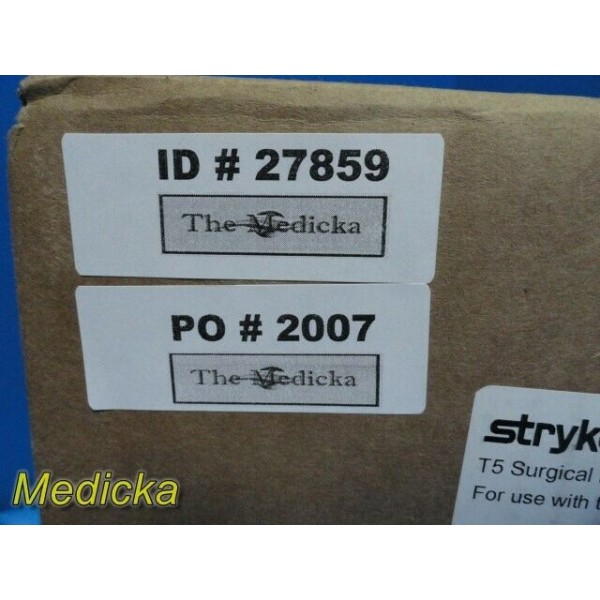 ID # 27859
The Medicka
PO # 2007
The Medicka
stryk
T5 Surgical
For use with
Medicka